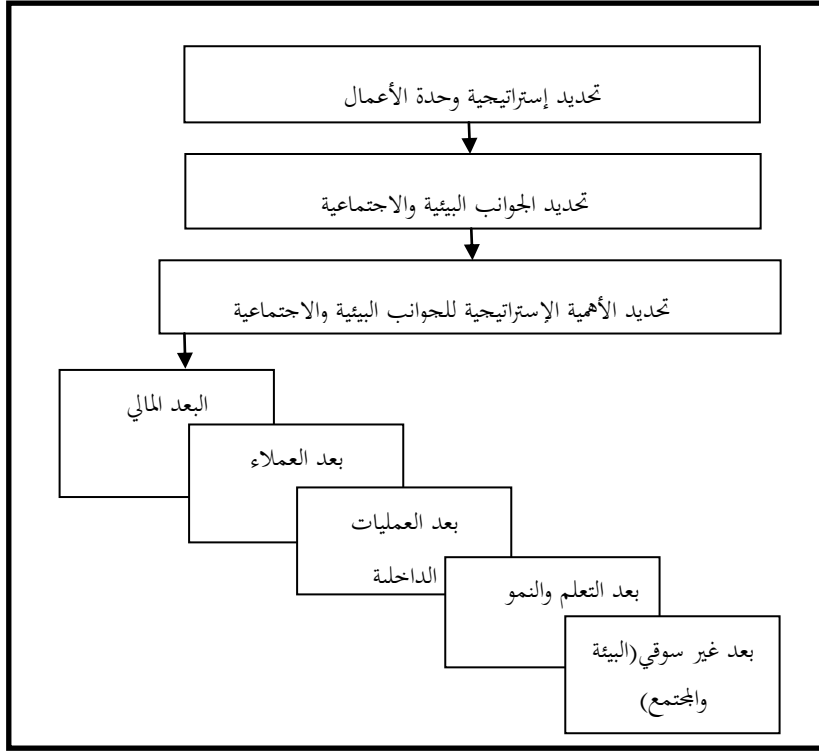 تحديد إستراتيجية وحدة الأعمال
تحديد الجوانب البيئية والاجتماعية
تحديد الأهمية الإستراتيجية للجوانب البيئية والاجتماعية
البعد المالي
بعد العملاء
بعد العمليات
الداخلية
بعد التعلم والنمو
بعد غير سوقي(البيئة
والمجتمع)